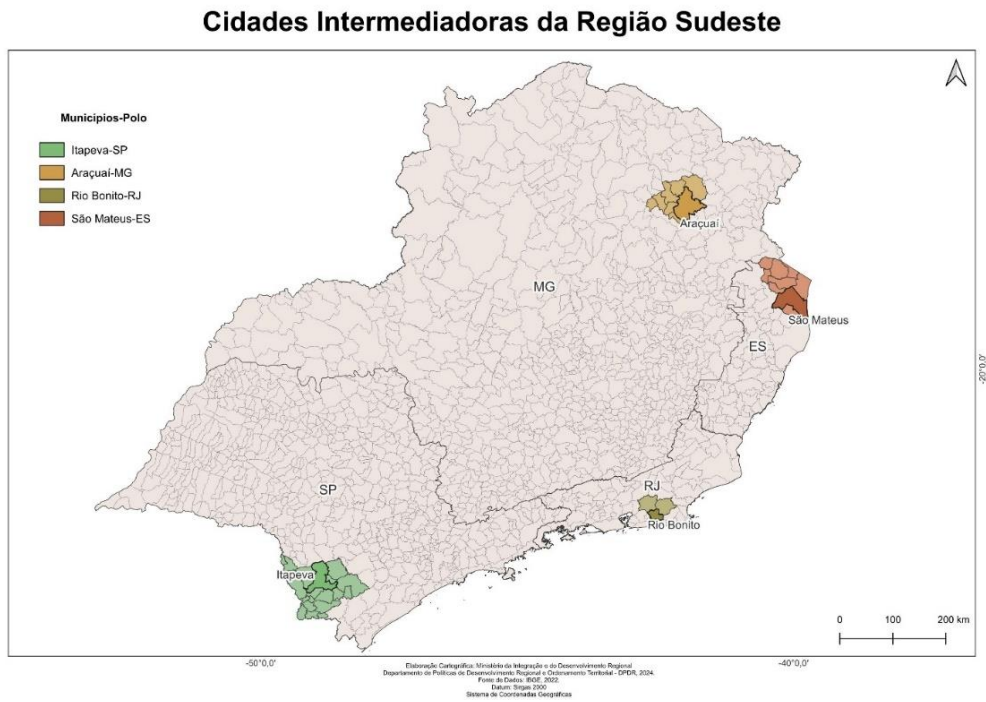 Cidades Intermediadoras da Região Sudeste
Municipios-Polo
Itapeva-SP
Araçuaí-MG
Rio Bonito-RJ
São Mateus-ES
Araçuaí
MG
São Mateus
ES
-20°0,0'
SP
RJ
Rio Bonito
Itapeva
0 100 200 km
-50°0,0'
-40°0,0'
Elaboração Cartográfica: Ministério da Integração e do Desenvolvimento Regional
Departamento de Políticas de Desenvolvimento Regional e Ordenamento Territorial - DPDR, 2024.
Fonte de Dados: IBGE, 2022
Datum: Sirgas 2000
Sistema de Coordenadas Geográficas